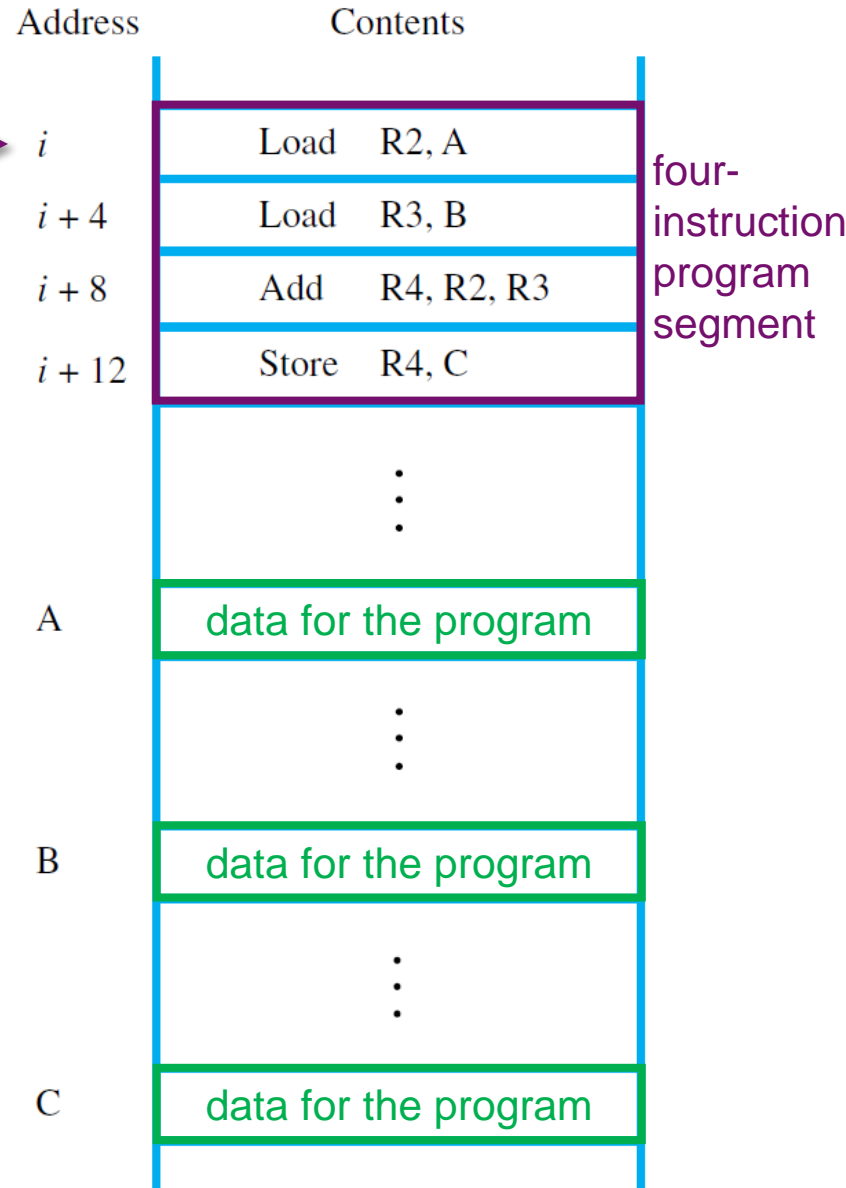 Address Contents
i Load R2, A
i + 4 Load R3, B
i + 8 Add R4, R2, R3
i + 12 Store R4, C
four-
instruction
program
segment
A data for the program
B data for the program
C data for the program